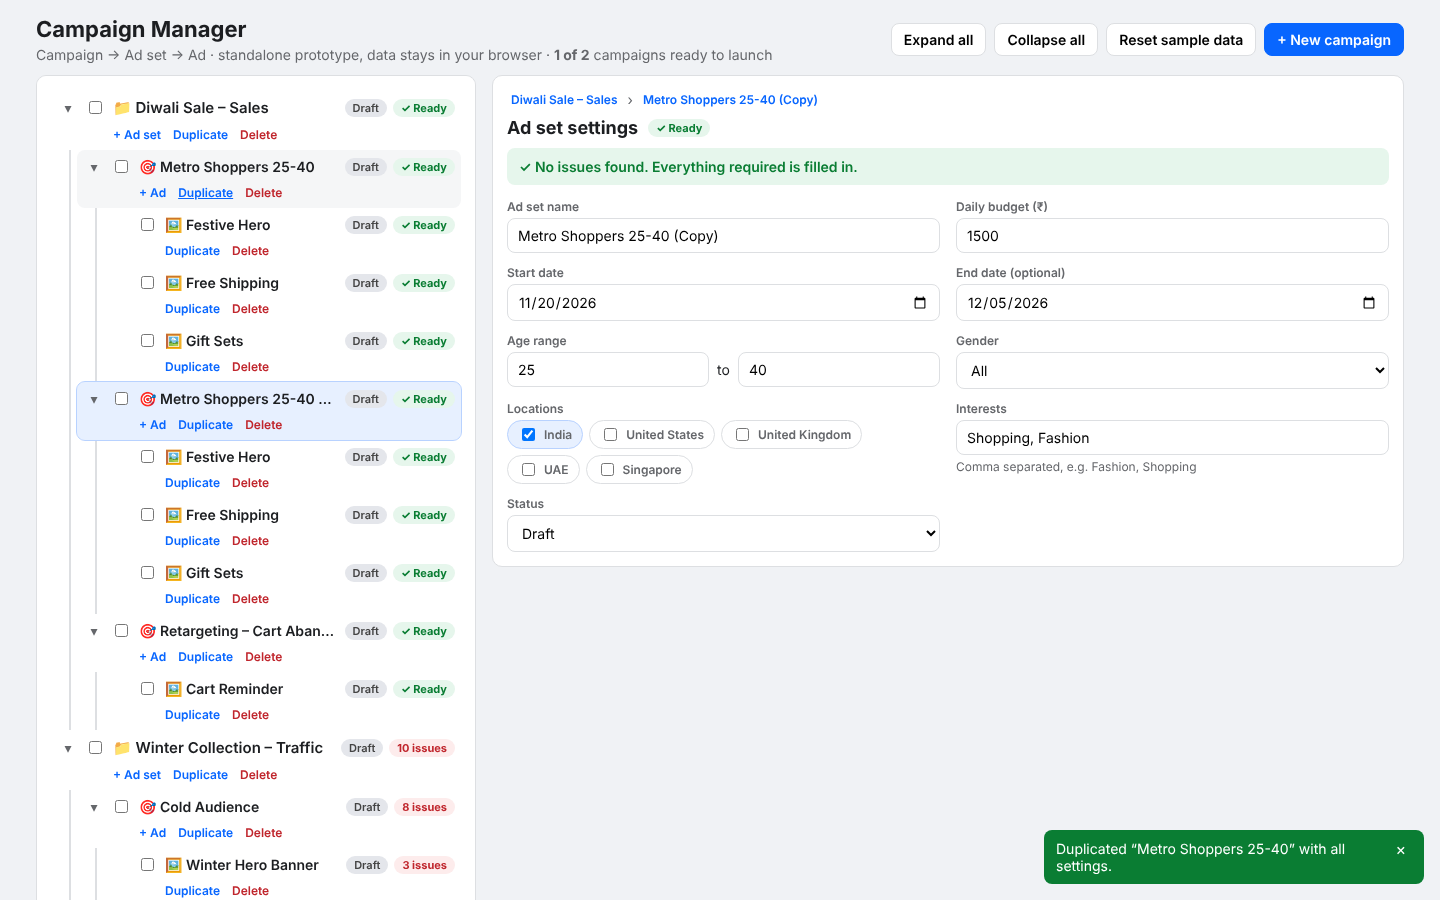 Campaign Manager
Campaign → Ad set → Ad · standalone prototype, data stays in your browser · 1 of 2 campaigns ready to launch
Expand all
Collapse all
Reset sample data
+ New campaign
Diwali Sale – Sales
Draft
✓ Ready
+ Ad set Duplicate Delete
Metro Shoppers 25-40
Draft
✓ Ready
+ Ad Duplicate Delete
Festive Hero
Draft
✓ Ready
Duplicate Delete
Free Shipping
Draft
✓ Ready
Duplicate Delete
Gift Sets
Draft
✓ Ready
Duplicate Delete
Metro Shoppers 25-40 ...
Draft
✓ Ready
+ Ad Duplicate Delete
Festive Hero
Draft
✓ Ready
Duplicate Delete
Free Shipping
Draft
✓ Ready
Duplicate Delete
Gift Sets
Draft
✓ Ready
Duplicate Delete
Retargeting – Cart Aban...
Draft
✓ Ready
+ Ad Duplicate Delete
Cart Reminder
Draft
✓ Ready
Duplicate Delete
Winter Collection – Traffic
Draft
10 issues
+ Ad set Duplicate Delete
Cold Audience
Draft
8 issues
+ Ad Duplicate Delete
Winter Hero Banner
Draft
3 issues
Duplicate Delete
Diwali Sale – Sales › Metro Shoppers 25-40 (Copy)
Ad set settings
✓ Ready
✓ No issues found. Everything required is filled in.
Ad set name
Metro Shoppers 25-40 (Copy)
Daily budget (₹)
1500
Start date
11/20/2026
End date (optional)
12/05/2026
Age range
25 to 40
Gender
All
Locations
India
United States
United Kingdom
UAE
Singapore
Interests
Shopping, Fashion
Comma separated, e.g. Fashion, Shopping
Status
Draft
Duplicated “Metro Shoppers 25-40” with all
settings.
×